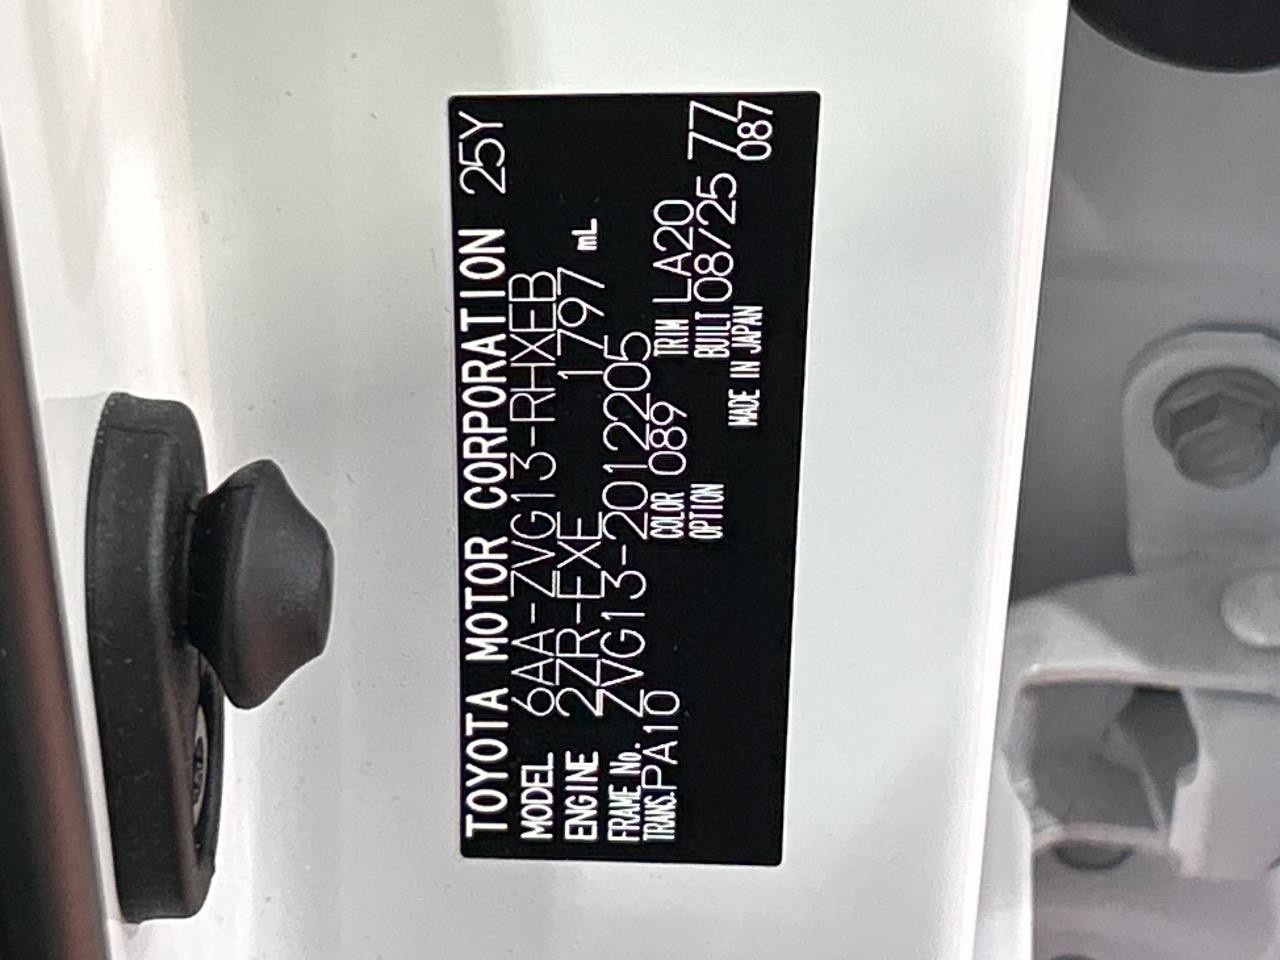 TOYOTA MOTOR CORPORATION 25Y
MODEL 6AA-ZVG13-RHXEB
ENGINE 2ZR-EXE 1797 mL
FRAME No. ZVG13-2012205
TRANS. PA10 COLOR 089 TRIM LA20
OPTION BUILT 08/25 77
MADE IN JAPAN 087